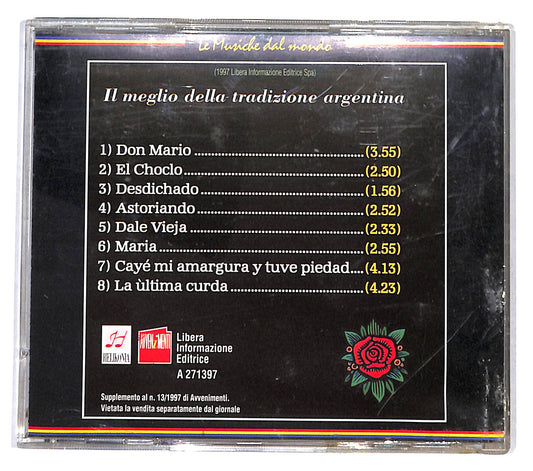 Le Musiche dal mondo
(1997 Libera Informazione Editrice Spa)
Il meglio della tradizione argentina
1) Don Mario (3.55)
2) El Choclo (2.50)
3) Desdichado (1.56)
4) Astoriando (2.52)
5) Dale Vieja (2.33)
6) Maria (2.55)
7) Cayé mi amargura y tuve piedad (4.13)
8) La ùltima curda (4.23)
HELIKONIA
AVVENIMENTI
Libera
Informazione
Editrice
A 271397
Supplemento al n. 13/1997 di Avvenimenti.
Vietata la vendita separatamente dal giornale